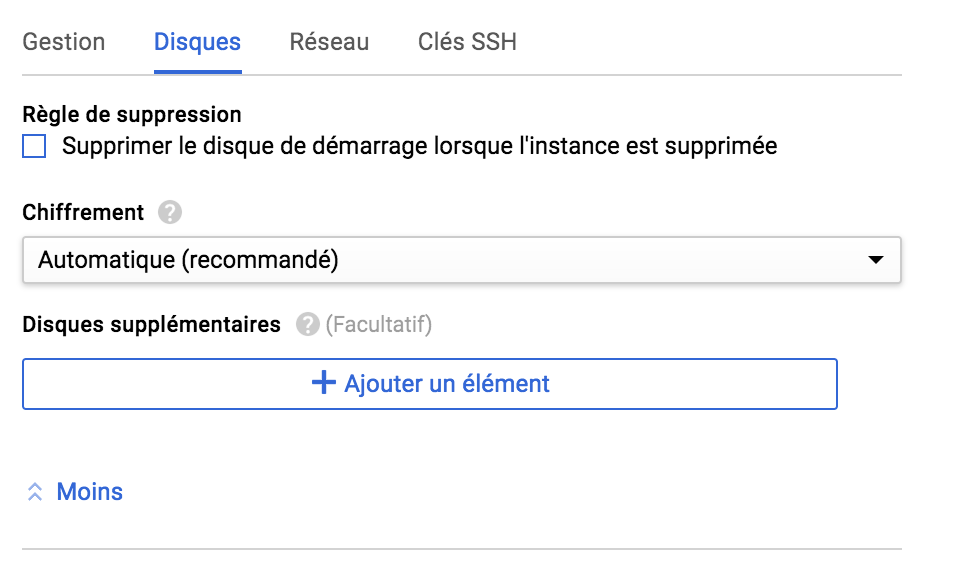 Gestion Disques Réseau Clés SSH
Règle de suppression
Supprimer le disque de démarrage lorsque l'instance est supprimée
Chiffrement ?
Automatique (recommandé)
Disques supplémentaires ? (Facultatif)
+ Ajouter un élément
Moins